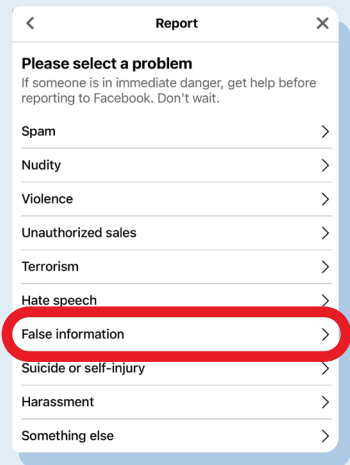 Report
Please select a problem
If someone is in immediate danger, get help before
reporting to Facebook. Don't wait.
Spam
Nudity
Violence
Unauthorized sales
Terrorism
Hate speech
False information
Suicide or self-injury
Harassment
Something else